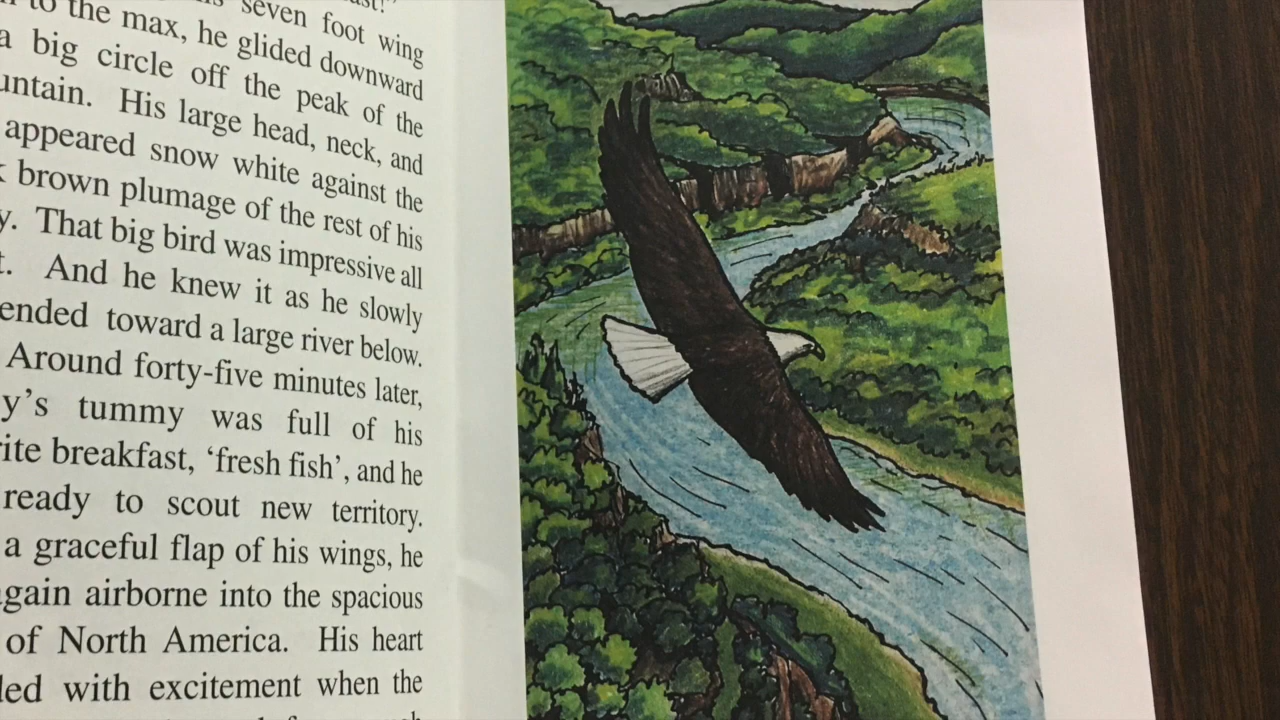 seven foot wing
to the max, he glided downward
a big circle off the peak of the
untain. His large head, neck, and
appeared snow white against the
k brown plumage of the rest of his
y. That big bird was impressive all
t. And he knew it as he slowly
ended toward a large river below.
Around forty-five minutes later,
y's tummy was full of his
rite breakfast, 'fresh fish', and he
ready to scout new territory.
a graceful flap of his wings, he
gain airborne into the spacious
of North America. His heart
led with excitement when the